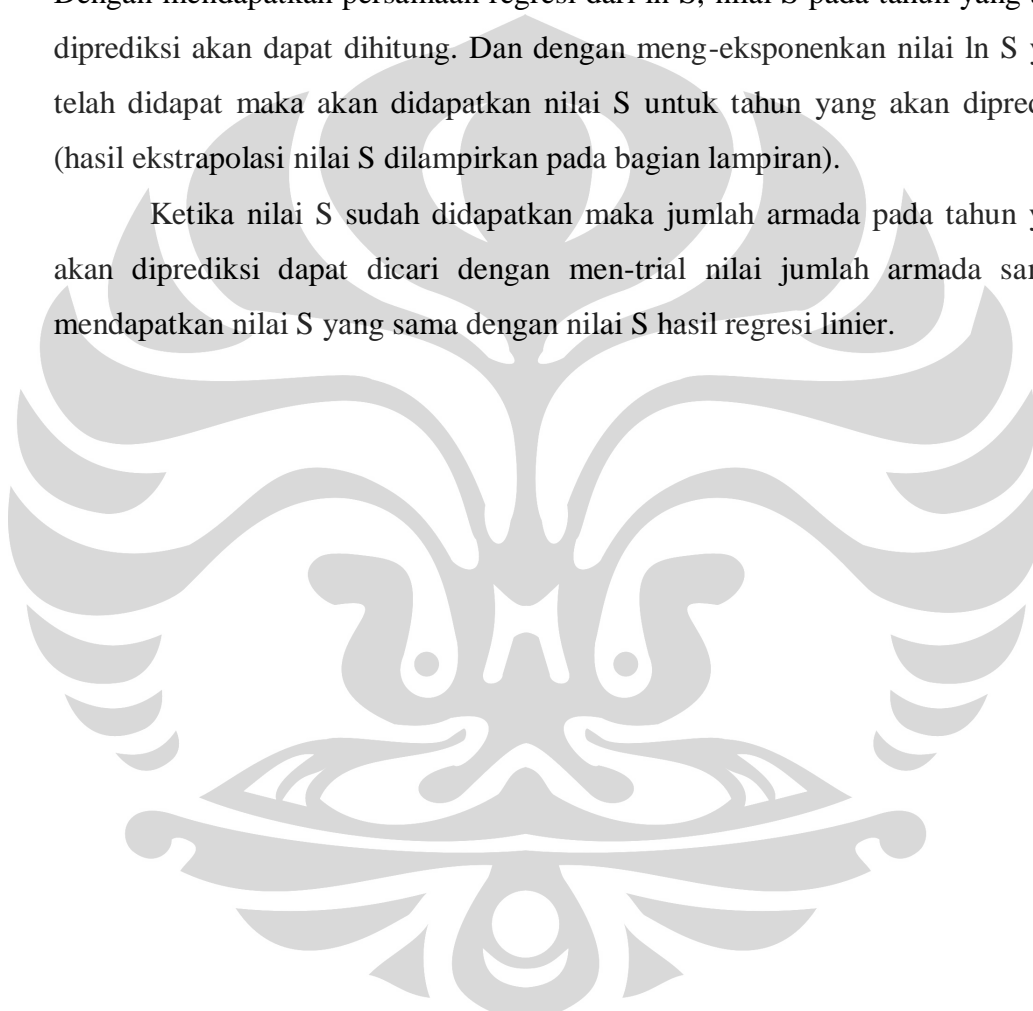 Dengan mendapatkan persamaan regresi dari ln S, nilai S pada tahun yang
diprediksi akan dapat dihitung. Dan dengan meng-eksponenkan nilai ln S
telah didapat maka akan didapatkan nilai S untuk tahun yang akan
(hasil ekstrapolasi nilai S dilampirkan pada bagian lampiran).
Ketika nilai S sudah didapatkan maka jumlah armada pada tahun
akan diprediksi dapat dicari dengan men-trial nilai jumlah armada
mendapatkan nilai S yang sama dengan nilai S hasil regresi linier.